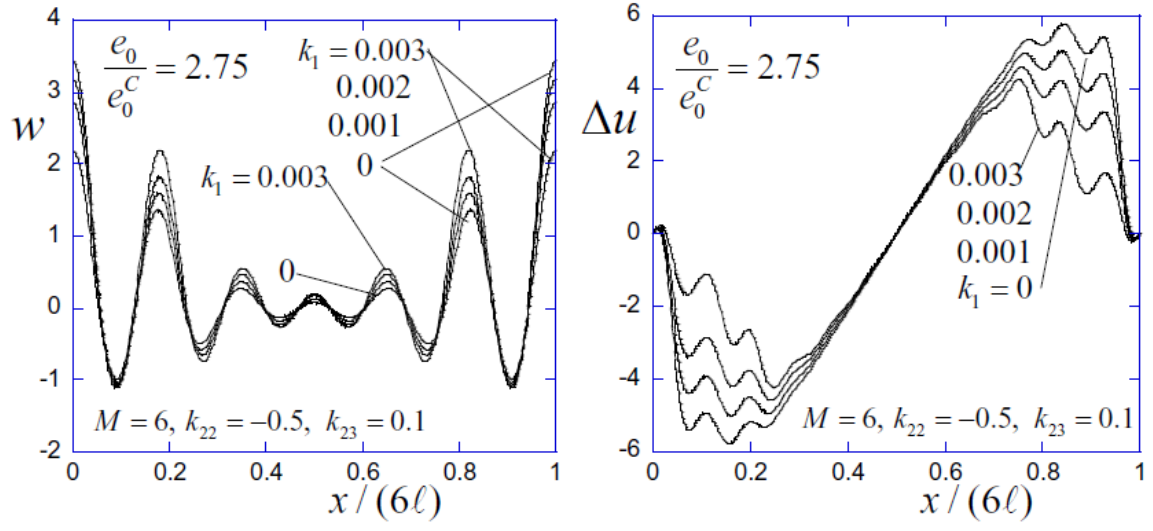 4
3
2
1
0
-1
-2
w
e_0 / e_0^C = 2.75
k_1 = 0.003
0.002
0.001
0
k_1 = 0.003
0
M = 6, k_22 = −0.5, k_23 = 0.1
0 0.2 0.4 0.6 0.8 1
x / (6ℓ)
6
4
2
0
-2
-4
-6
Δu
e_0 / e_0^C = 2.75
0.003
0.002
0.001
k_1 = 0
M = 6, k_22 = −0.5, k_23 = 0.1
0 0.2 0.4 0.6 0.8 1
x / (6ℓ)